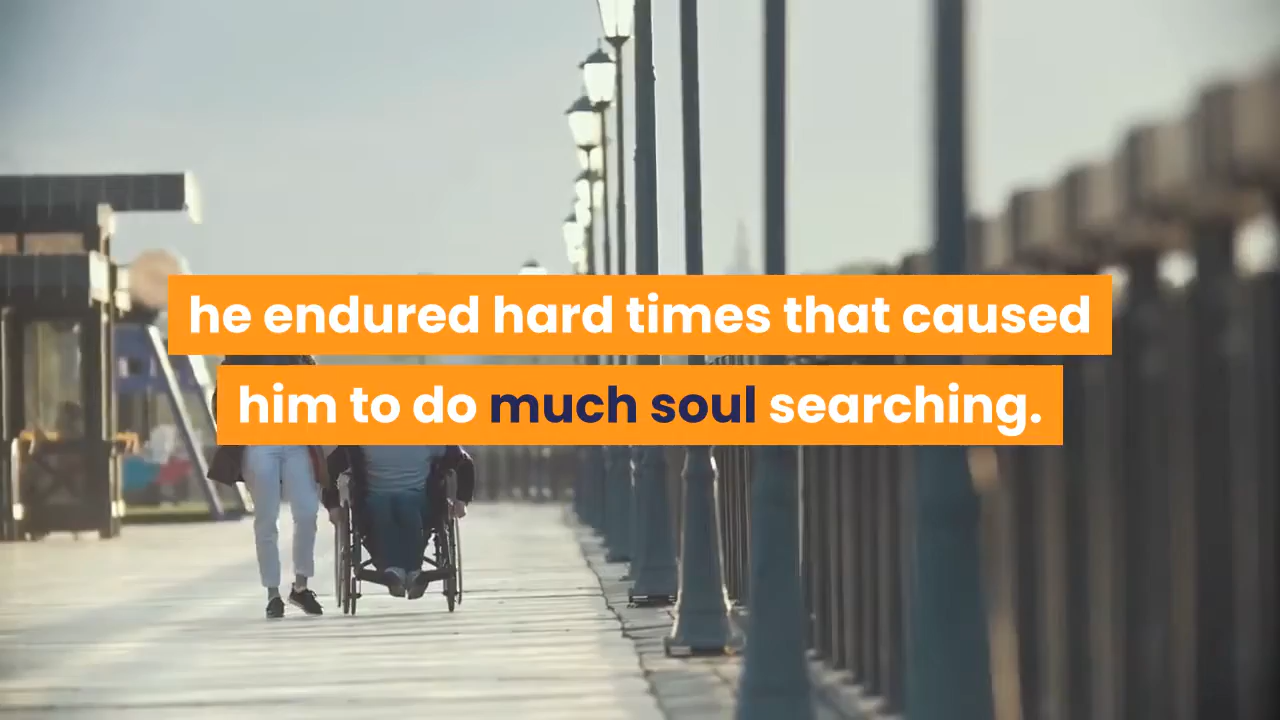 he endured hard times that caused
him to do much soul searching.